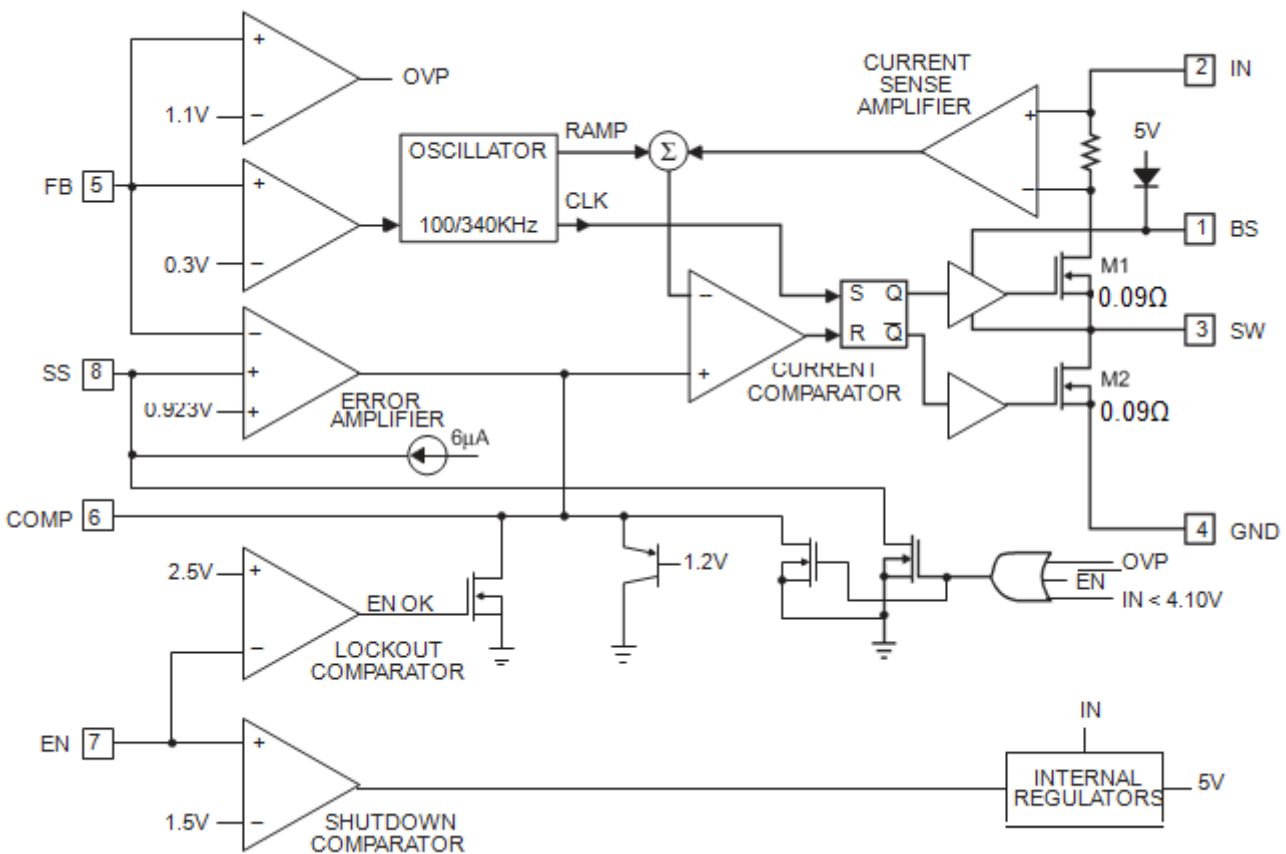 +
OVP
1.1V
−
CURRENT
SENSE
AMPLIFIER
2 IN
+
5V
RAMP
OSCILLATOR
Σ
FB 5
+
−
CLK
100/340KHz
1 BS
0.3V
−
M1
0.09Ω
S Q
−
R Q̅
3 SW
−
SS 8
+
+
CURRENT
COMPARATOR
M2
0.09Ω
0.923V
+
ERROR
AMPLIFIER
6µA
COMP 6
4 GND
2.5V
+
1.2V
OVP
E̅N̅
IN < 4.10V
EN OK
−
LOCKOUT
COMPARATOR
IN
EN 7
+
INTERNAL
REGULATORS
5V
1.5V
−
SHUTDOWN
COMPARATOR